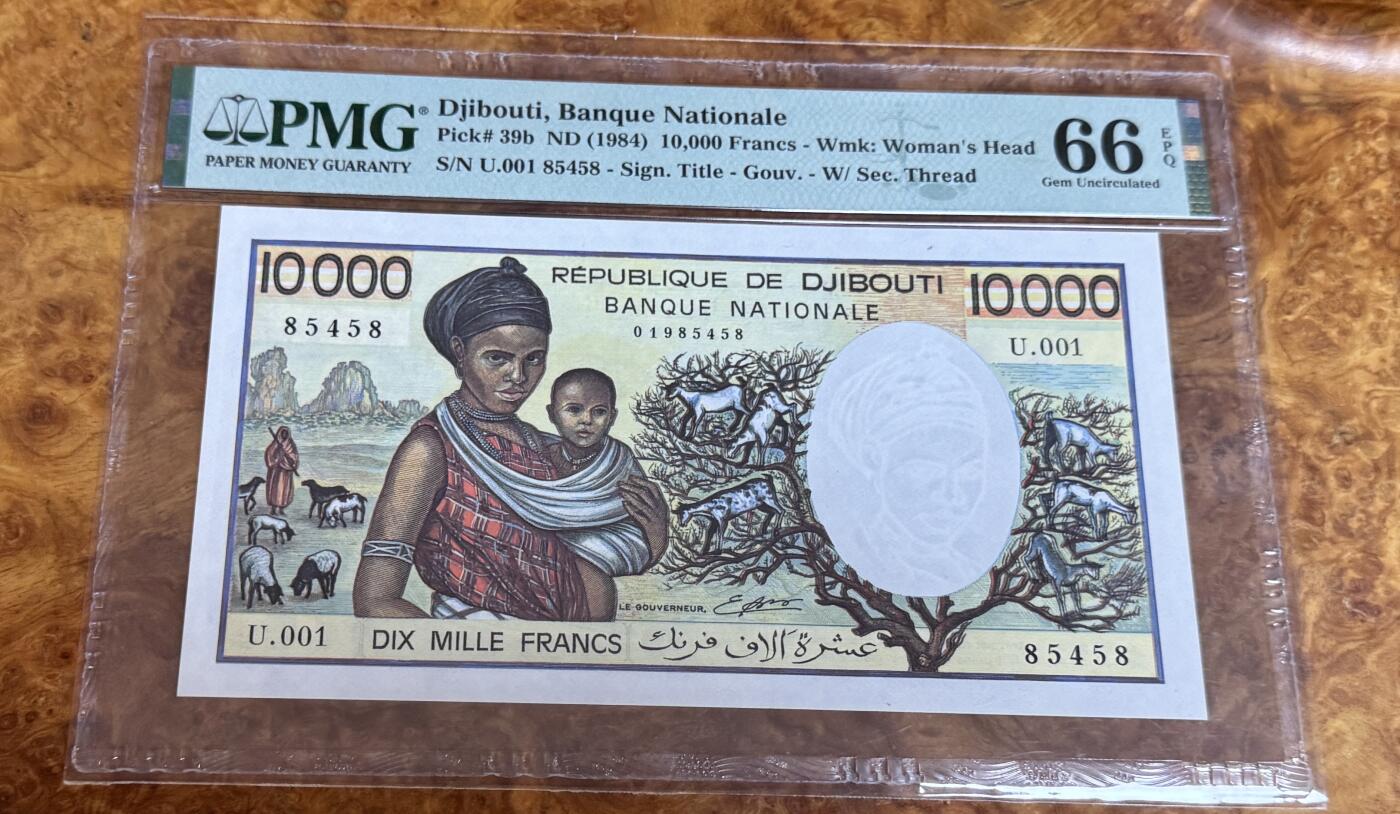 PMG®
PAPER MONEY GUARANTY
Djibouti, Banque Nationale
Pick# 39b ND (1984) 10,000 Francs - Wmk: Woman's Head
S/N U.001 85458 - Sign. Title - Gouv. - W/ Sec. Thread
66
EPQ
Gem Uncirculated
10000
RÉPUBLIQUE DE DJIBOUTI
10000
BANQUE NATIONALE
85458
01985458
U.001
LE GOUVERNEUR,
U.001
DIX MILLE FRANCS
عشرة آلاف فرنك
85458